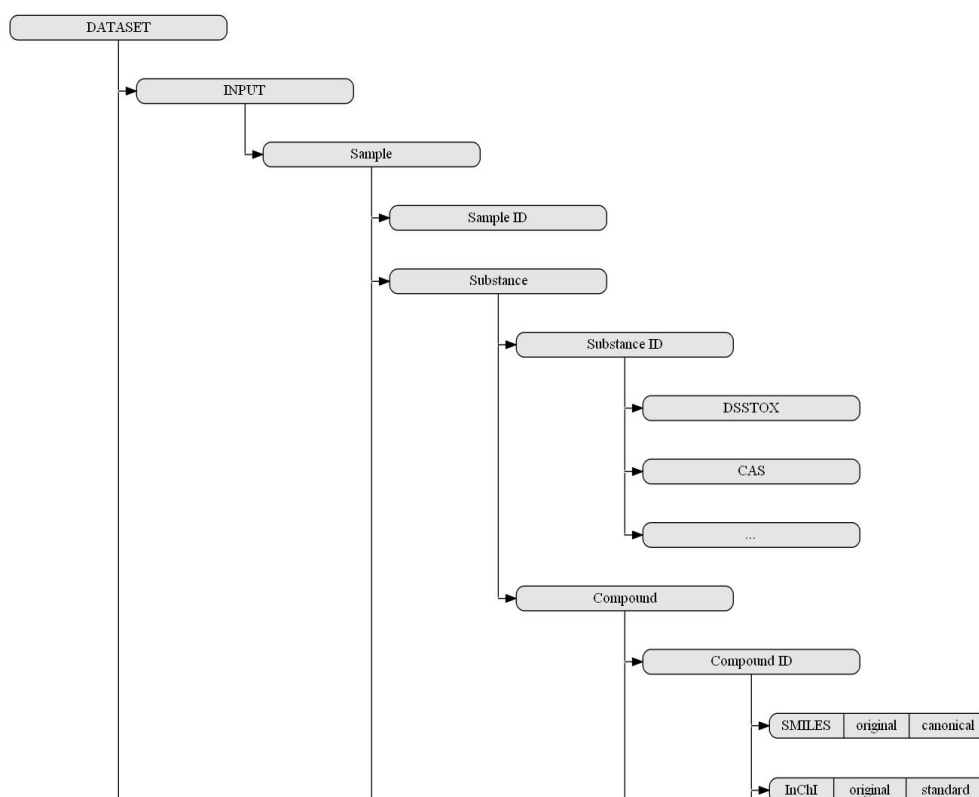 DATASET
INPUT
Sample
Sample ID
Substance
Substance ID
DSSTOX
CAS
...
Compound
Compound ID
SMILES original canonical
InChI original standard